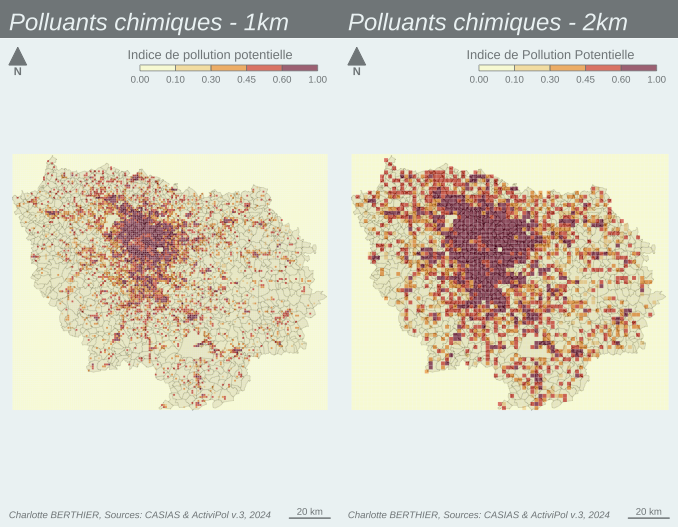 Polluants chimiques - 1km
N
Indice de pollution potentielle
0.00 0.10 0.30 0.45 0.60 1.00
Charlotte BERTHIER, Sources: CASIAS & ActiviPol v.3, 2024
20 km
Polluants chimiques - 2km
N
Indice de Pollution Potentielle
0.00 0.10 0.30 0.45 0.60 1.00
Charlotte BERTHIER, Sources: CASIAS & ActiviPol v.3, 2024
20 km